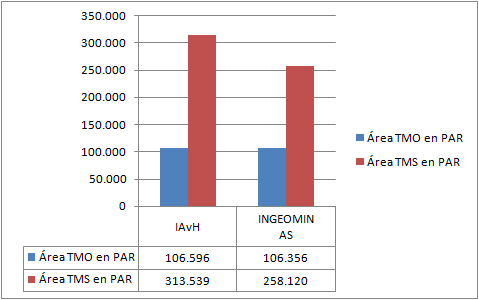 350.000
300.000
250.000
200.000
150.000
100.000
50.000
0
Área TMO en PAR
Área TMS en PAR
IAvH INGEOMIN
AS
Área TMO en PAR 106.596 106.356
Área TMS en PAR 313.539 258.120